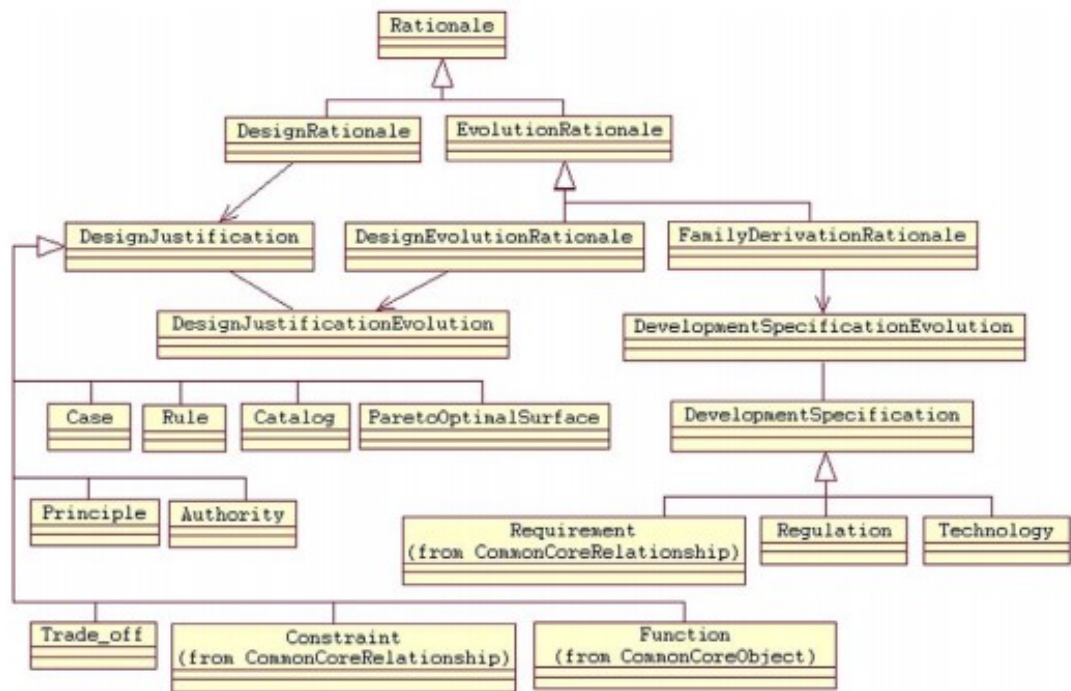 Rationale
DesignRationale
EvolutionRationale
DesignJustification
DesignEvolutionRationale
FamilyDerivationRationale
DesignJustificationEvolution
DevelopmentSpecificationEvolution
Case
Rule
Catalog
ParetoOptimalSurface
DevelopmentSpecification
Principle
Authority
Requirement
(from CommonCoreRelationship)
Regulation
Technology
Trade_off
Constraint
(from CommonCoreRelationship)
Function
(from CommonCoreObject)